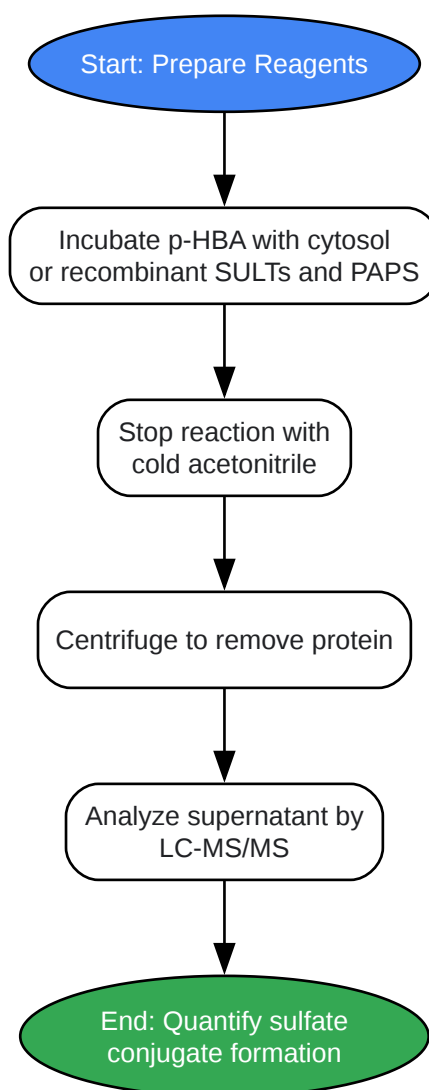 Start: Prepare Reagents
Incubate p-HBA with cytosol
or recombinant SULTs and PAPS
Stop reaction with
cold acetonitrile
Centrifuge to remove protein
Analyze supernatant by
LC-MS/MS
End: Quantify sulfate
conjugate formation